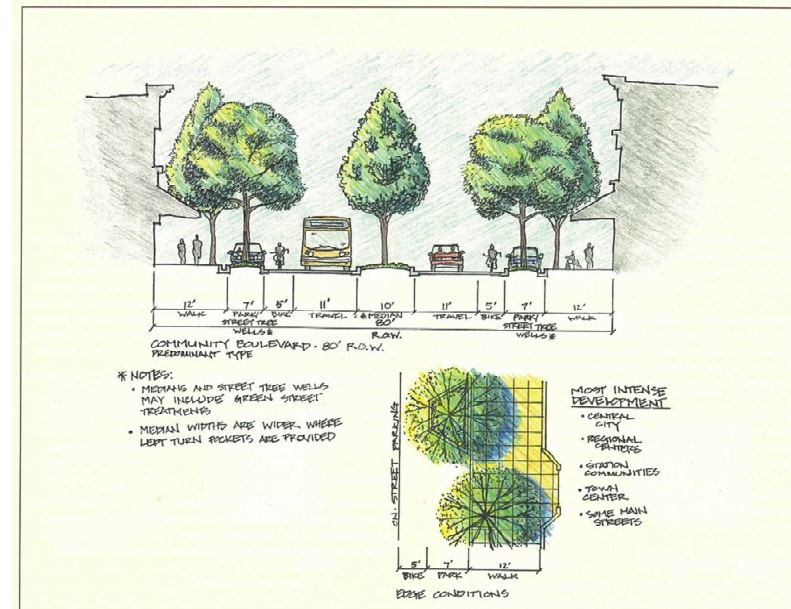 12' 7' 5' 11' 10' 11' 5' 7' 12'
WALK PARK/ BIKE TRAVEL MEDIAN TRAVEL BIKE PARK/ WALK
STREET TREE 80' STREET TREE
WELLS* R.O.W. WELLS*
COMMUNITY BOULEVARD - 80' R.O.W.
PREDOMINANT TYPE
* NOTES:
• MEDIANS AND STREET TREE WELLS
MAY INCLUDE GREEN STREET
TREATMENTS
• MEDIAN WIDTHS ARE WIDER WHERE
LEFT TURN POCKETS ARE PROVIDED
ON-STREET PARKING
MOST INTENSE
DEVELOPMENT
• CENTRAL
CITY
• REGIONAL
CENTERS
• STATION
COMMUNITIES
• TOWN
CENTER
• SOME MAIN
STREETS
5' 7' 12'
BIKE PARK WALK
EDGE CONDITIONS